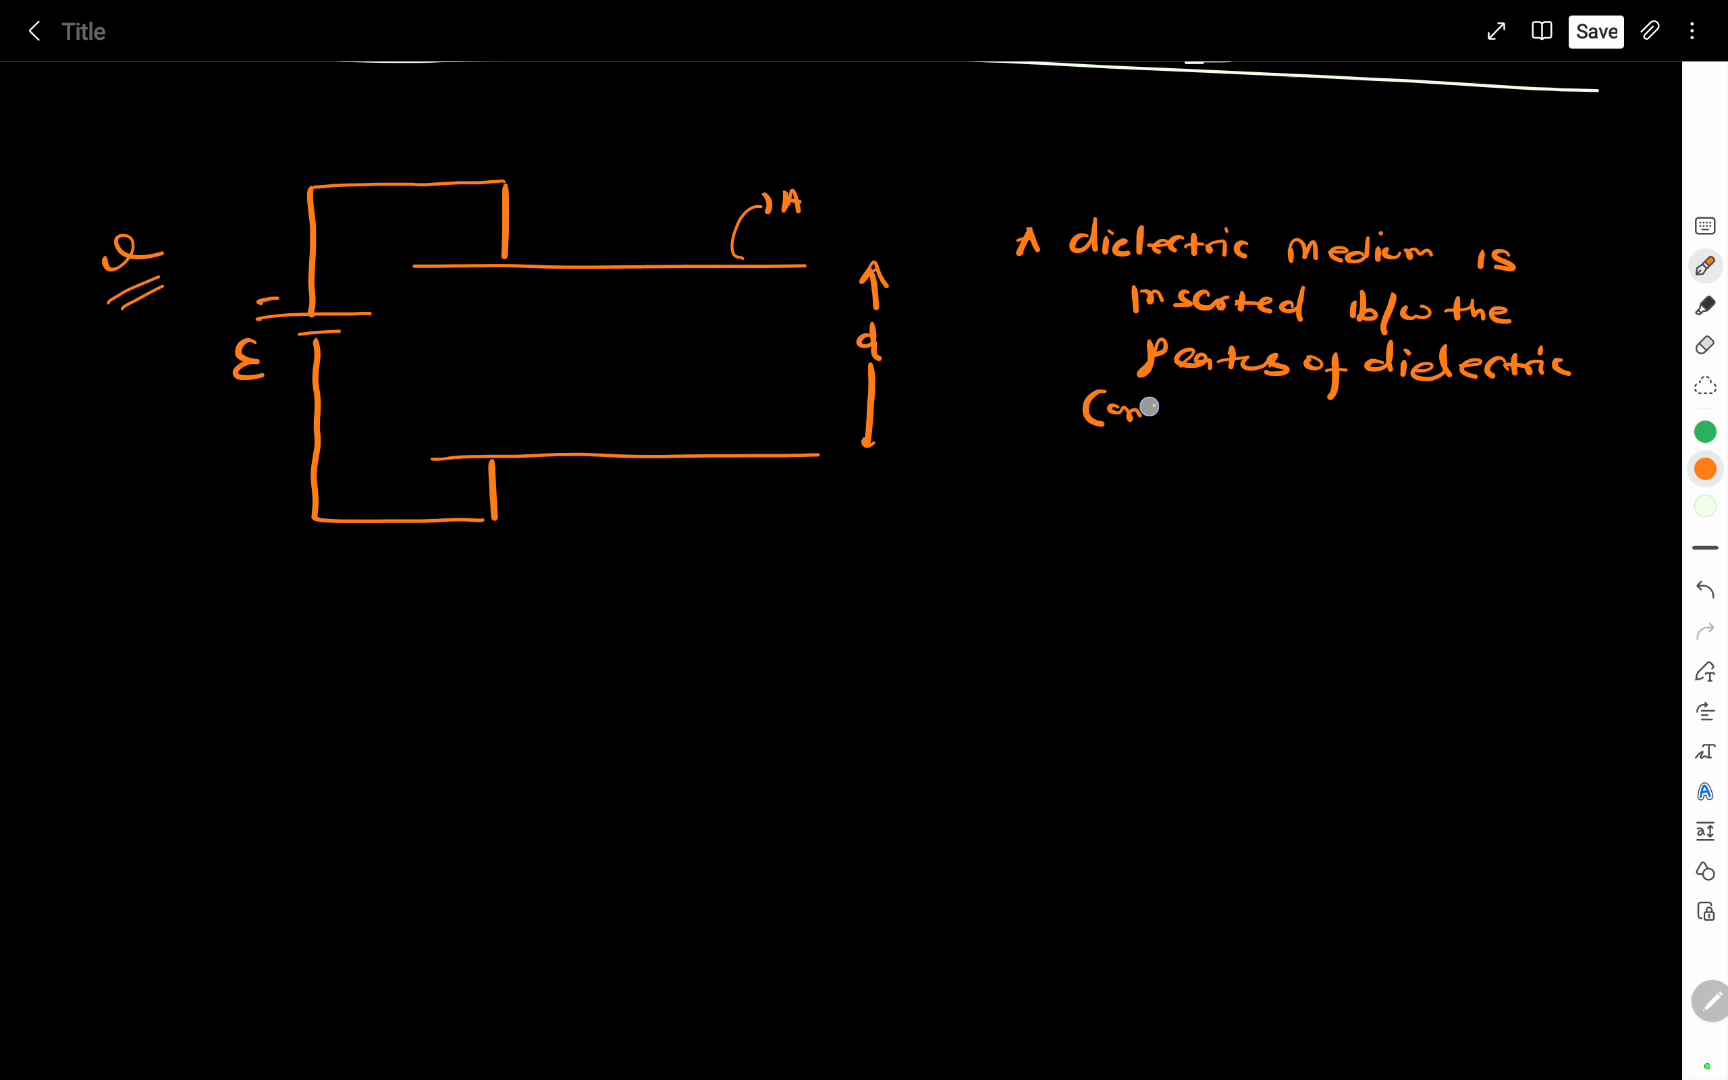 Title
Save
A
A dielectric medium is
inserted b/w the
d
Plates of dielectric
ε
Con